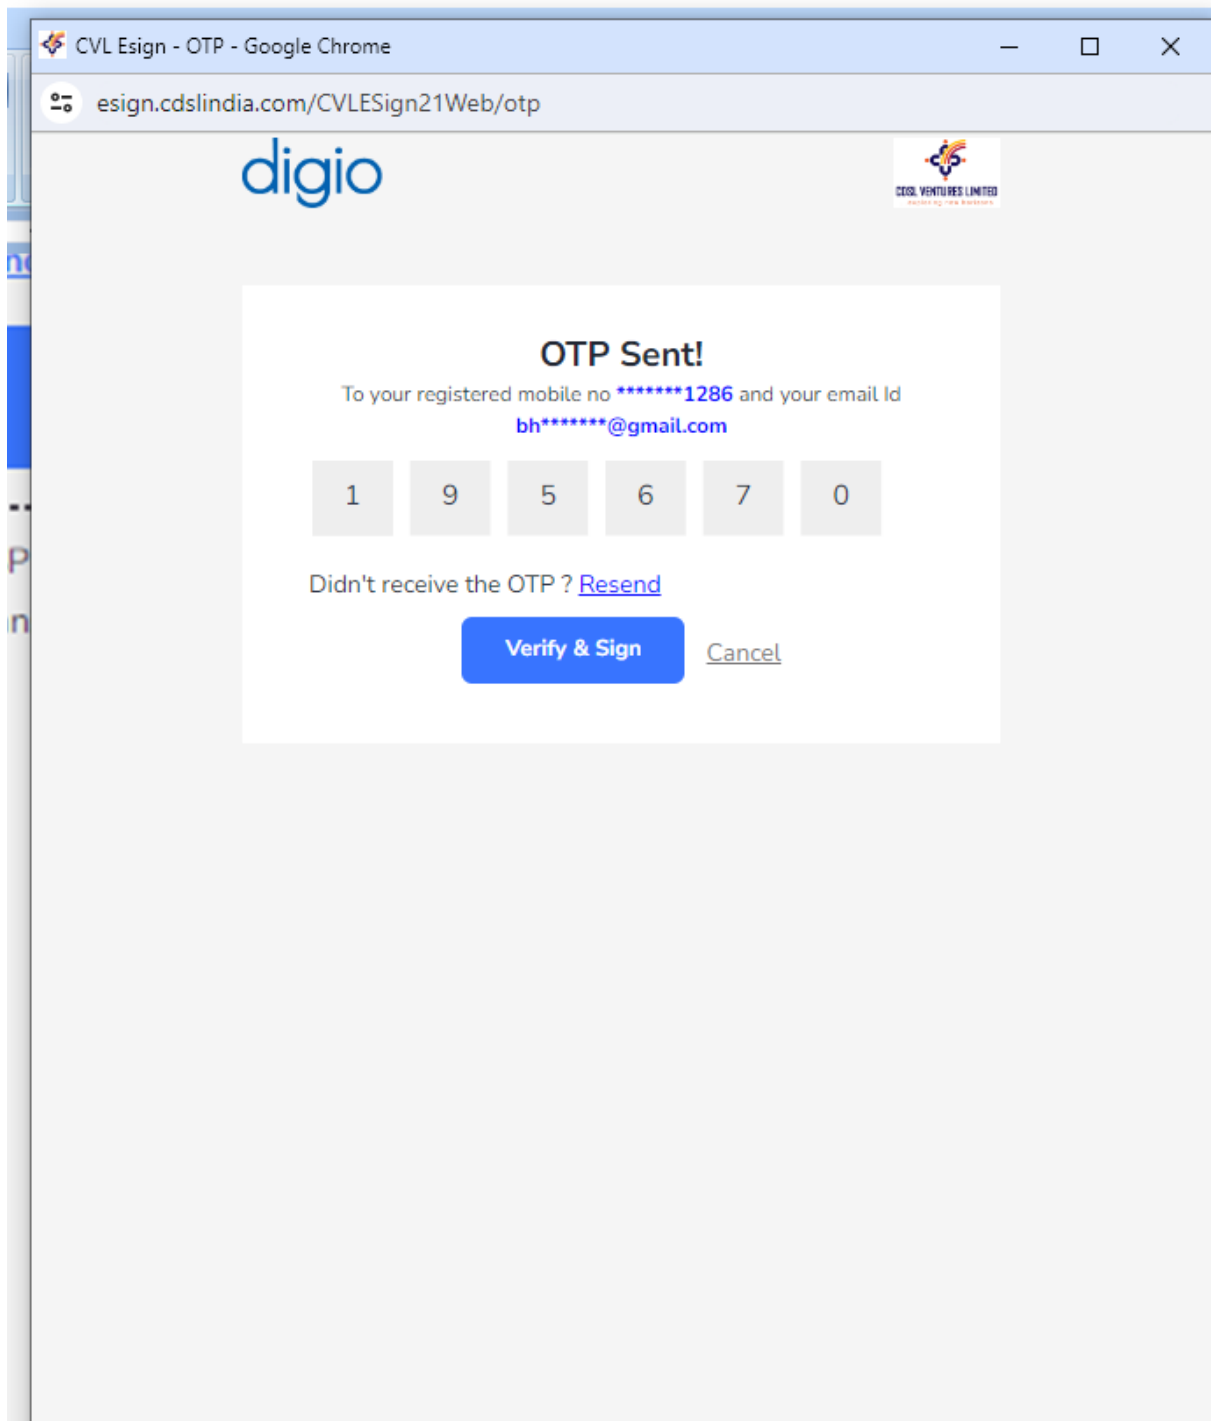 CVL Esign - OTP - Google Chrome
esign.cdslindia.com/CVLESign21Web/otp
digio
CDSL VENTURES LIMITED
OTP Sent!
To your registered mobile no *******1286 and your email Id
bh*******@gmail.com
1 9 5 6 7 0
Didn't receive the OTP ? Resend
Verify & Sign
Cancel